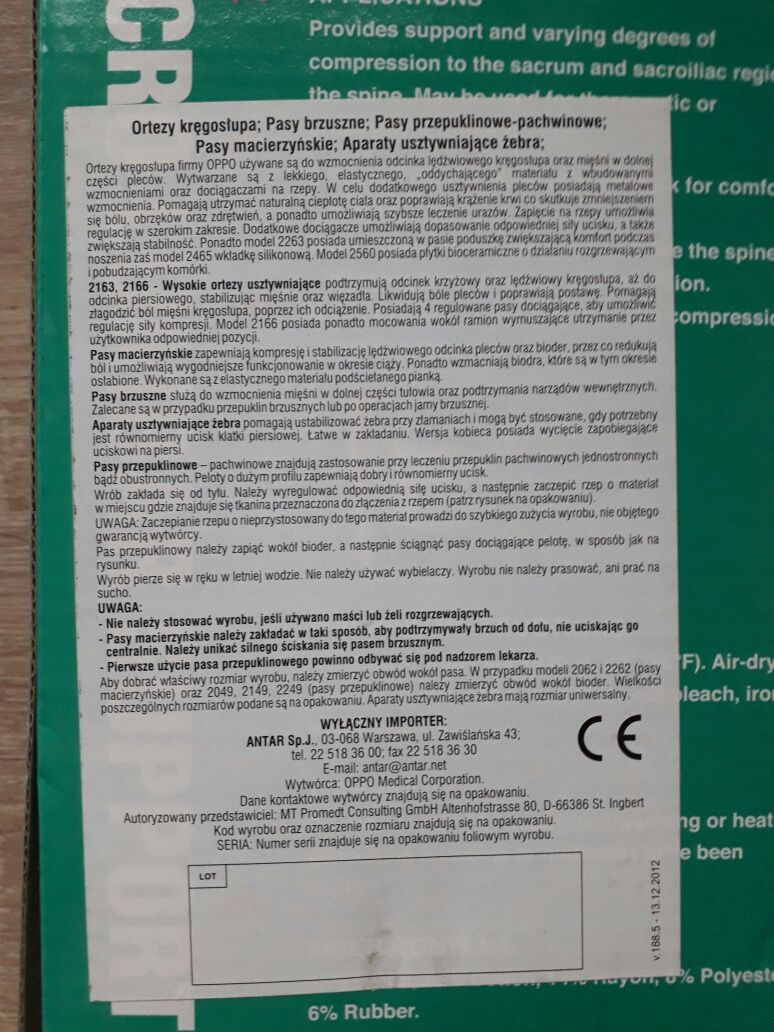 APPLICATIONS
Provides support and varying degrees of
compression to the sacrum and sacroiliac regi
the spine. May be used for
tic or
CR
Ortezy kręgosłupa; Pasy brzuszne; Pasy przepuklinowe-pachwinowe;
Pasy macierzyńskie; Aparaty usztywniające żebra;
Ortezy kręgosłupa firmy OPPO używane są do wzmocnienia odcinka lędźwiowego kręgosłupa oraz mięśni w dolnej
części pleców. Wytwarzane są z lekkiego, elastycznego, „oddychającego" materiału z wbudowanymi
wzmocnieniami oraz dociągaczami na rzepy. W celu dodatkowego usztywnienia pleców posiadają metalowe
wzmocnienia. Pomagają utrzymać naturalną ciepłotę ciała oraz poprawiają krążenie krwi co skutkuje zmniejszeniem
się bólu, obrzęków oraz zdrętwień, a ponadto umożliwiają szybsze leczenie urazów. Zapięcie na rzepy umożliwia
regulację w szerokim zakresie. Dodatkowe dociągacze umożliwiają dopasowanie odpowiedniej siły ucisku, a także
zwiększają stabilność. Ponadto model 2263 posiada umieszczoną w pasie poduszkę zwiększającą komfort podczas
noszenia zaś model 2465 wkładkę silikonową. Model 2560 posiada płytki bioceramiczne o działaniu rozgrzewającym
i pobudzającym komórki.
2163, 2166 - Wysokie ortezy usztywniające podtrzymują odcinek krzyżowy oraz lędźwiowy kręgosłupa, aż do
odcinka piersiowego, stabilizując mięśnie oraz więzadła. Likwidują bóle pleców i poprawiają postawę. Pomagają
złagodzić ból mięśni kręgosłupa, poprzez ich odciążenie. Posiadają 4 regulowane pasy dociągające, aby umożliwić
regulację siły kompresji. Model 2166 posiada ponadto mocowania wokół ramion wymuszające utrzymanie przez
użytkownika odpowiedniej pozycji.
Pasy macierzyńskie zapewniają kompresję i stabilizację lędźwiowego odcinka pleców oraz bioder, przez co redukują
ból i umożliwiają wygodniejsze funkcjonowanie w okresie ciąży. Ponadto wzmacniają biodra, które są w tym okresie
osłabione. Wykonane są z elastycznego materiału podścielanego pianką.
Pasy brzuszne służą do wzmocnienia mięśni w dolnej części tułowia oraz podtrzymania narządów wewnętrznych.
Zalecane są w przypadku przepuklin brzusznych lub po operacjach jamy brzusznej.
Aparaty usztywniające żebra pomagają ustabilizować żebra przy złamaniach i mogą być stosowane, gdy potrzebny
jest równomierny ucisk klatki piersiowej. Łatwe w zakładaniu. Wersja kobieca posiada wycięcie zapobiegające
uciskowi na piersi.
Pasy przepuklinowe – pachwinowe znajdują zastosowanie przy leczeniu przepuklin pachwinowych jednostronnych
bądź obustronnych. Peloty o dużym profilu zapewniają dobry i równomierny ucisk.
Wrób zakłada się od tyłu. Należy wyregulować odpowiednią siłę ucisku, a następnie zaczepić rzep o materiał
w miejscu gdzie znajduje się tkanina przeznaczona do złączenia z rzepem (patrz rysunek na opakowaniu).
UWAGA: Zaczepianie rzepu o nieprzystosowany do tego materiał prowadzi do szybkiego zużycia wyrobu, nie objętego
gwarancją wytwórcy.
Pas przepuklinowy należy zapiąć wokół bioder, a następnie ściągnąć pasy dociągające pelotę, w sposób jak na
rysunku.
Wyrób pierze się w ręku w letniej wodzie. Nie należy używać wybielaczy. Wyrobu nie należy prasować, ani prać na
sucho.
UWAGA:
- Nie należy stosować wyrobu, jeśli używano maści lub żeli rozgrzewających.
- Pasy macierzyńskie należy zakładać w taki sposób, aby podtrzymywały brzuch od dołu, nie uciskając go
centralnie. Należy unikać silnego ściskania się pasem brzusznym.
- Pierwsze użycie pasa przepuklinowego powinno odbywać się pod nadzorem lekarza.
Aby dobrać właściwy rozmiar wyrobu, należy zmierzyć obwód wokół pasa. W przypadku modeli 2062 i 2262 (pasy
macierzyńskie) oraz 2049, 2149, 2249 (pasy przepuklinowe) należy zmierzyć obwód wokół bioder. Wielkości
poszczególnych rozmiarów podane są na opakowaniu. Aparaty usztywniające żebra mają rozmiar uniwersalny.
WYŁĄCZNY IMPORTER:
ANTAR Sp.J., 03-068 Warszawa, ul. Zawiślańska 43;
tel. 22 518 36 00; fax 22 518 36 30
E-mail: antar@antar.net
Wytwórca: OPPO Medical Corporation.
Dane kontaktowe wytwórcy znajdują się na opakowaniu.
Autoryzowany przedstawiciel: MT Promedt Consulting GmbH Altenhofstrasse 80, D-66386 St. Ingbert
Kod wyrobu oraz oznaczenie rozmiaru znajdują się na opakowaniu.
SERIA: Numer serii znajduje się na opakowaniu foliowym wyrobu.
CE
LOT
v.188.5 - 13.12.2012
k for comfo
e the spine
ion.
compressio
°F). Air-dry
leach, iron
ng or heat
e been
% Polyeste
6% Rubber.